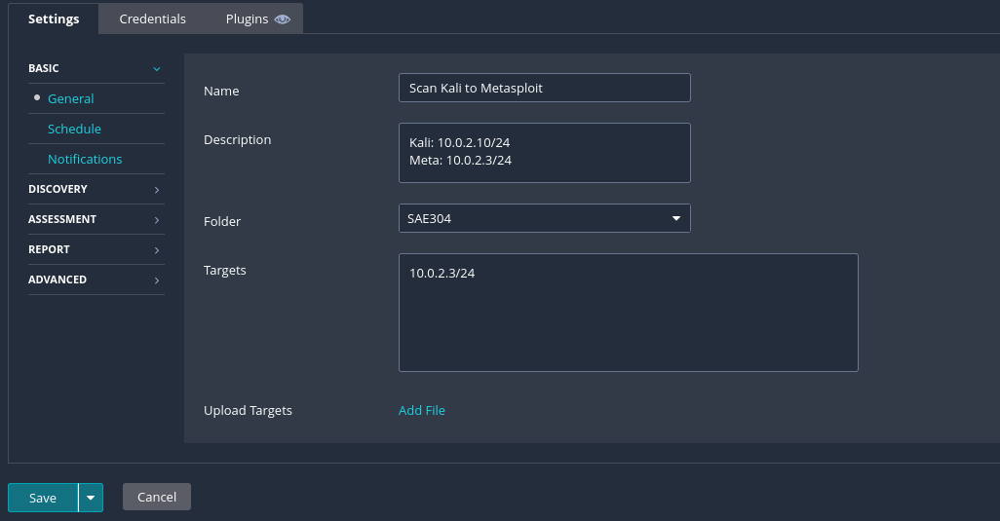 Settings
Credentials
Plugins
BASIC
General
Schedule
Notifications
DISCOVERY
ASSESSMENT
REPORT
ADVANCED
Name
Scan Kali to Metasploit
Description
Kali: 10.0.2.10/24
Meta: 10.0.2.3/24
Folder
SAE304
Targets
10.0.2.3/24
Upload Targets
Add File
Save
Cancel